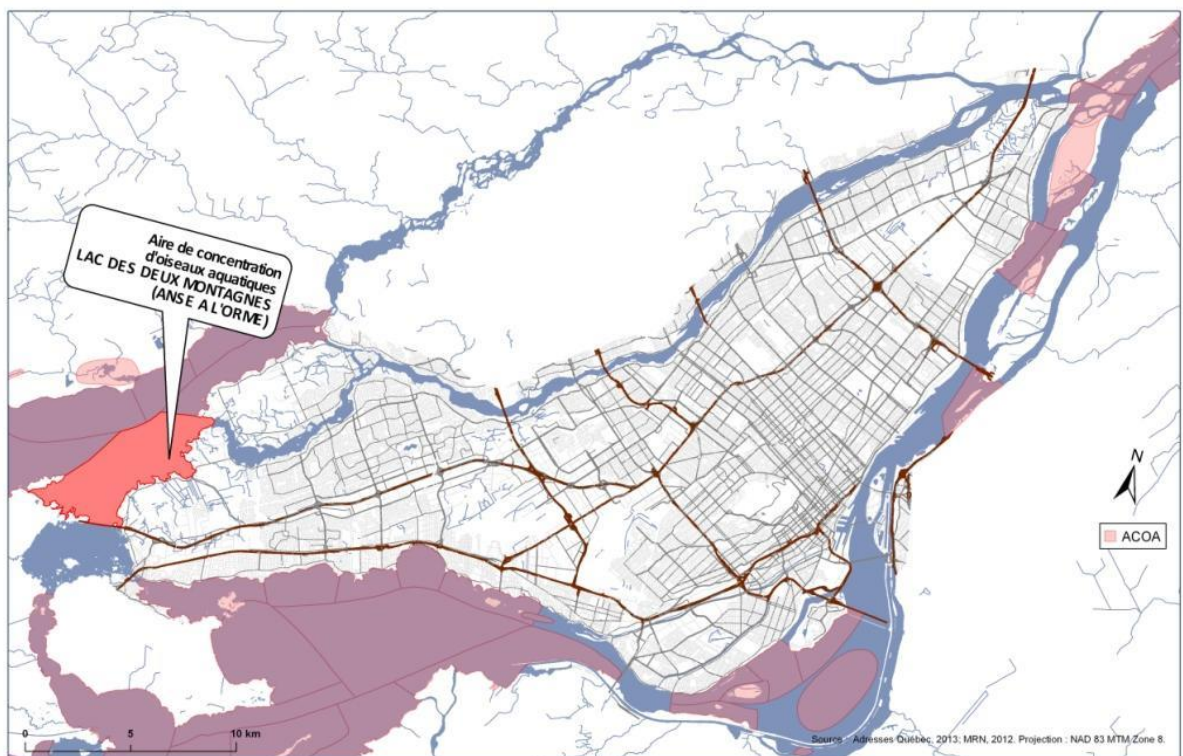 Aire de concentration
d'oiseaux aquatiques
LAC DES DEUX MONTAGNES
(ANSE A L'ORME)
N
ACOA
0 5 10 km
Source : Adresses Québec, 2013; MRN, 2012. Projection : NAD 83 MTM Zone 8.